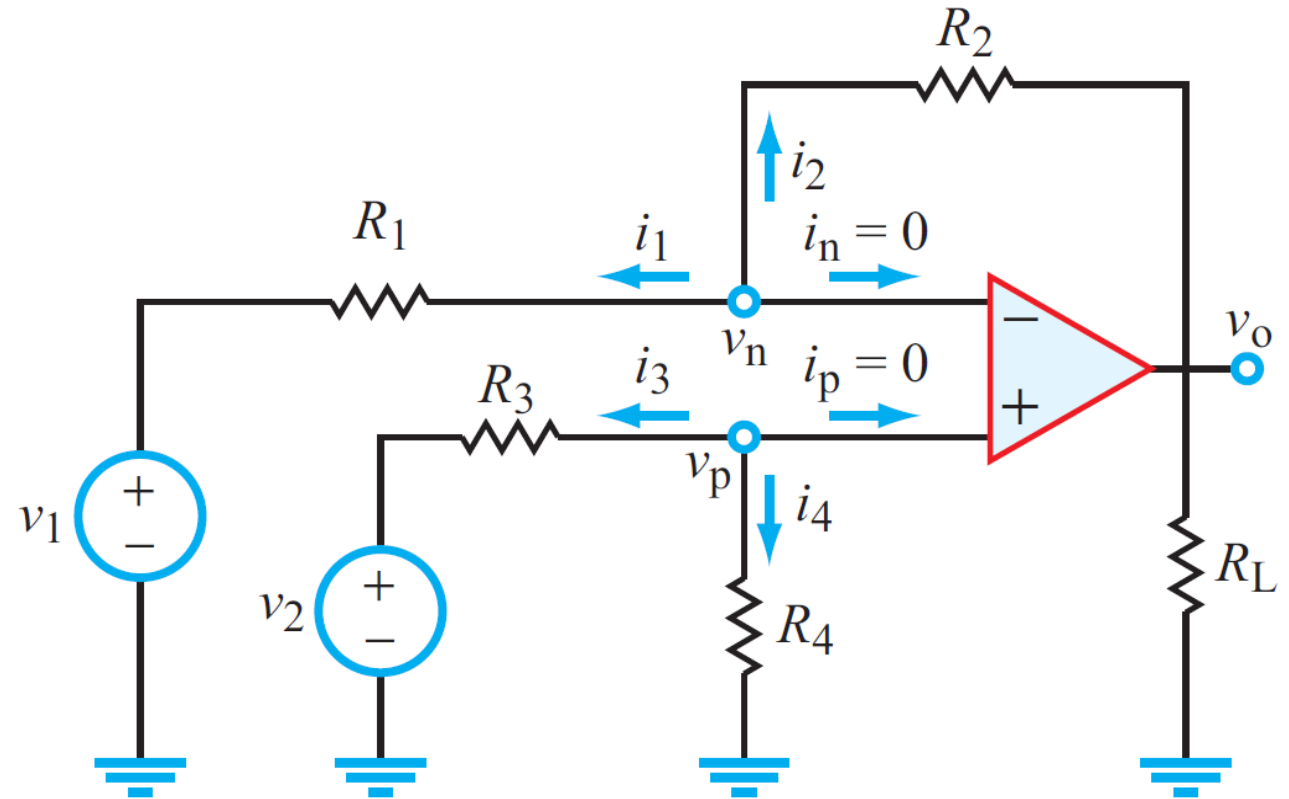 R2
i2
R1
i1
in = 0
−
vn
vo
R3
i3
ip = 0
+
vp
+
−
v1
i4
+
−
v2
R4
RL